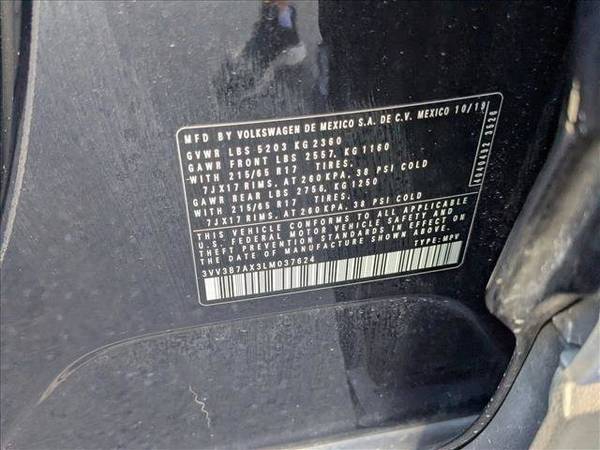 MFD BY VOLKSWAGEN DE MEXICO S.A. DE C.V. MEXICO 10/19
GVWR LBS 5203 KG 2360
GAWR FRONT LBS 2557, KG 1160
WITH 215/65 R17 TIRES.
7JX17 RIMS, AT 260 KPA, 38 PSI COLD
GAWR REAR LBS 2756, KG 1250
WITH 215/65 R17 TIRES.
7JX17 RIMS, AT 260 KPA, 38 PSI COLD
THIS VEHICLE CONFORMS TO ALL APPLICABLE
U.S. FEDERAL MOTOR VEHICLE SAFETY AND
THEFT PREVENTION STANDARDS IN EFFECT ON
THE DATE OF MANUFACTURE SHOWN ABOVE.
3VV3B7AX3LM037624 TYPE: MPV